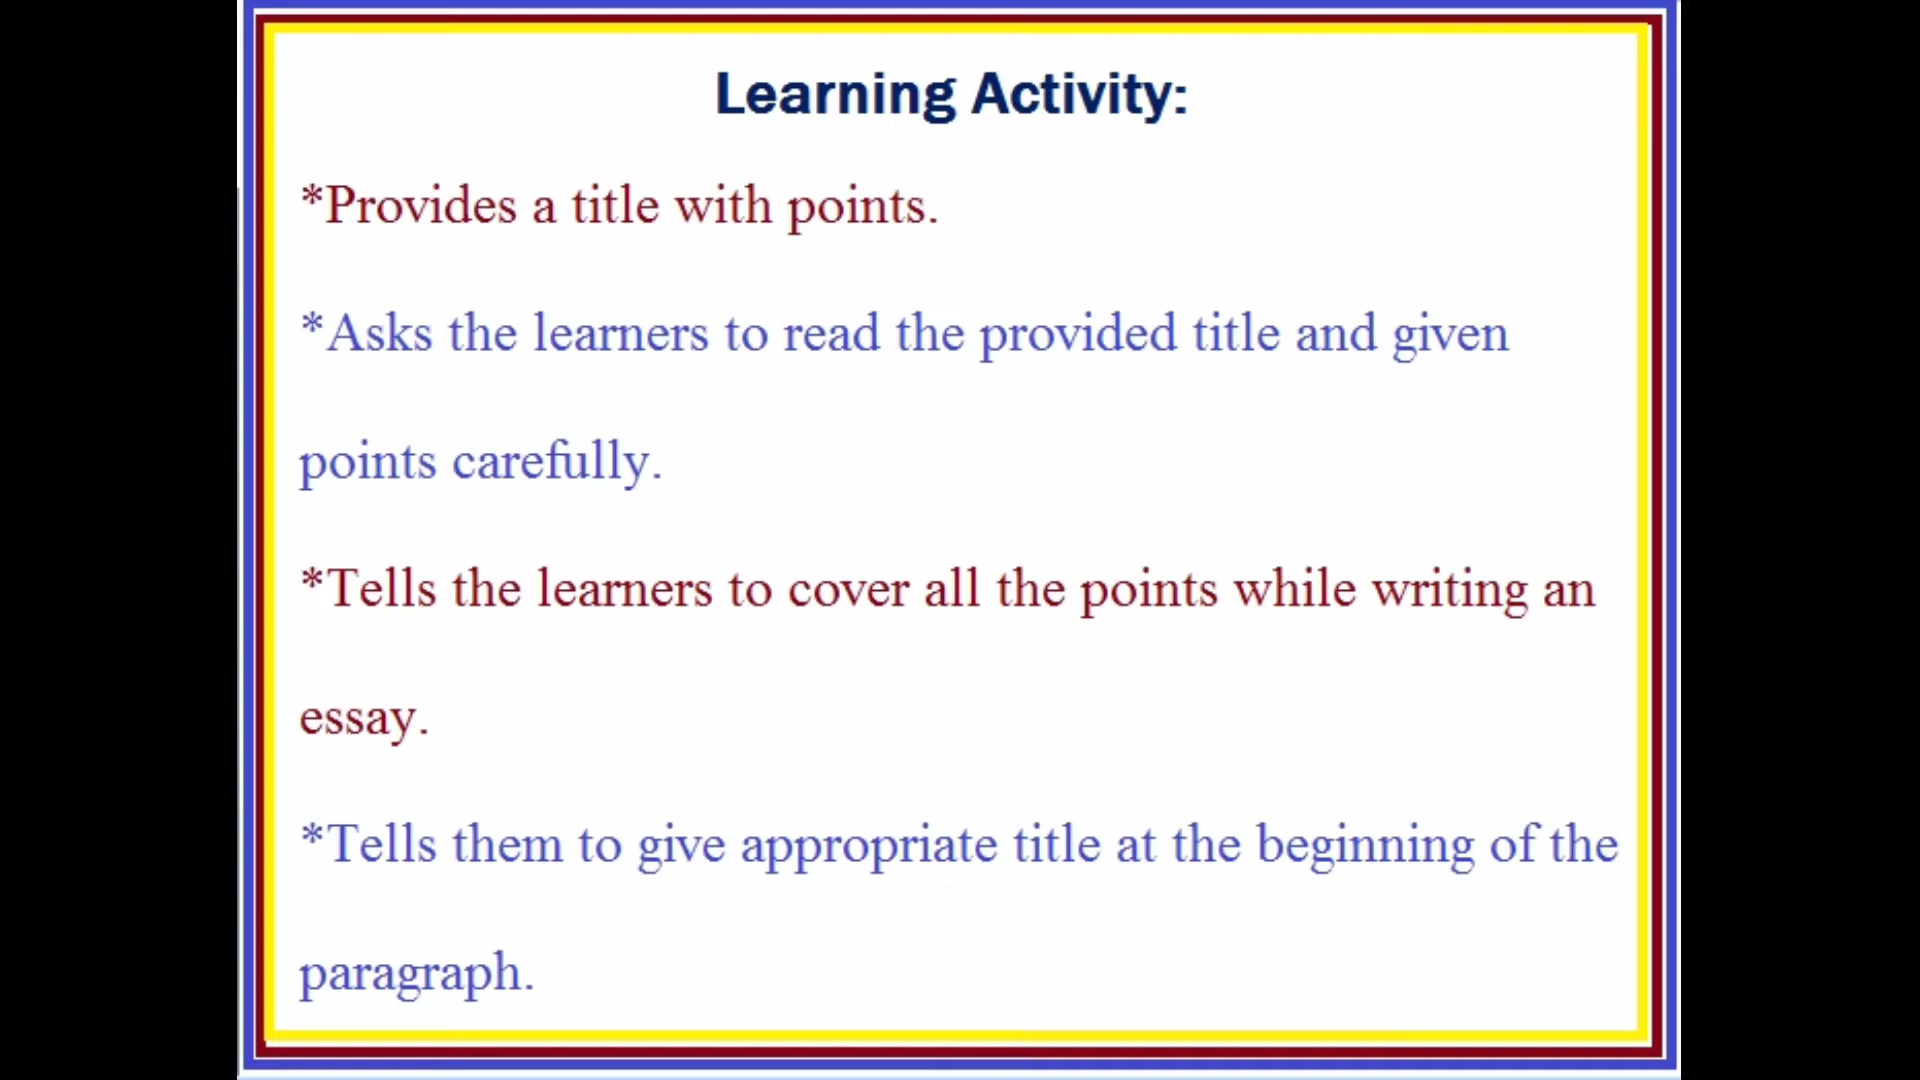 Learning Activity:
*Provides a title with points.
*Asks the learners to read the provided title and given
points carefully.
*Tells the learners to cover all the points while writing an
essay.
*Tells them to give appropriate title at the beginning of the
paragraph.